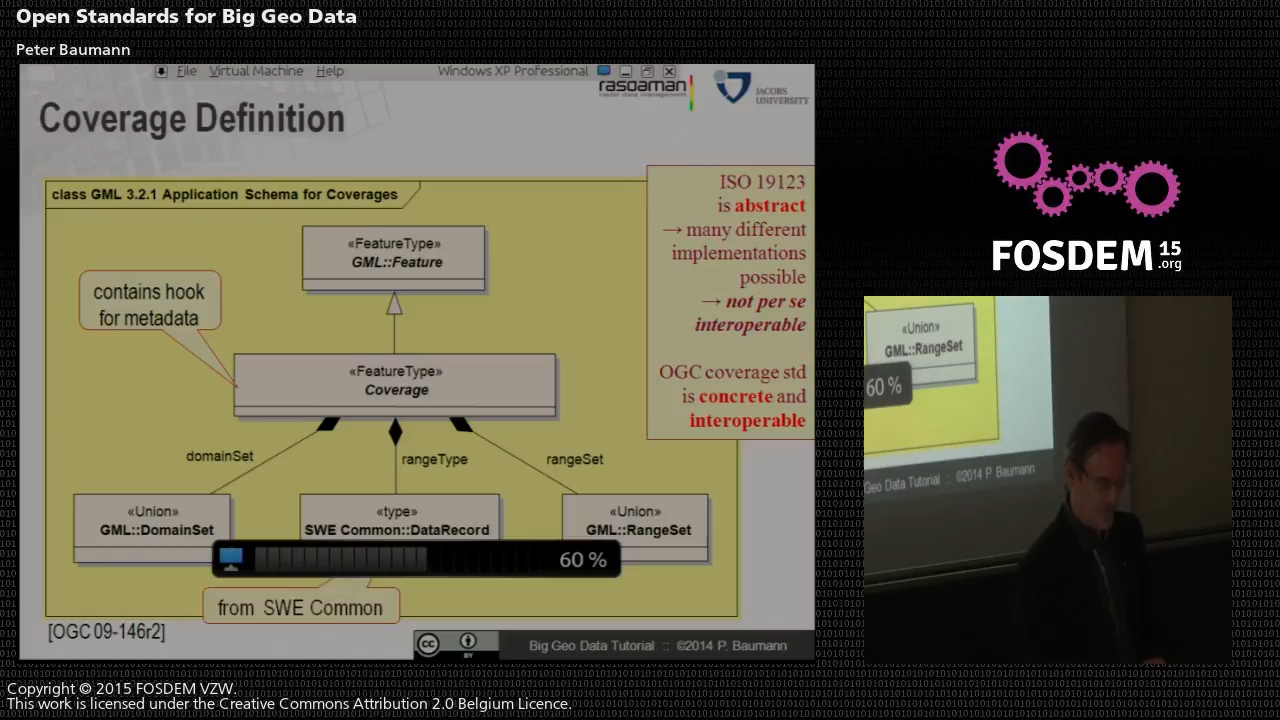 Open Standards for Big Geo Data
Peter Baumann
File Virtual Machine Help Windows XP Professional
rasdaman
raster data management
JACOBS
UNIVERSITY
Coverage Definition
class GML 3.2.1 Application Schema for Coverages
«FeatureType»
GML::Feature
contains hook
for metadata
«FeatureType»
Coverage
domainSet
rangeType
rangeSet
«Union»
GML::DomainSet
«type»
SWE Common::DataRecord
«Union»
GML::RangeSet
60 %
from SWE Common
[OGC 09-146r2]
ISO 19123
is abstract
→ many different
implementations
possible
→ not per se
interoperable
OGC coverage std
is concrete and
interoperable
cc BY
Big Geo Data Tutorial :: ©2014 P. Baumann
FOSDEM 15
.org
«Union»
GML::RangeSet
60 %
Geo Data Tutorial :: ©2014 P. Baumann
Copyright © 2015 FOSDEM VZW.
This work is licensed under the Creative Commons Attribution 2.0 Belgium Licence.